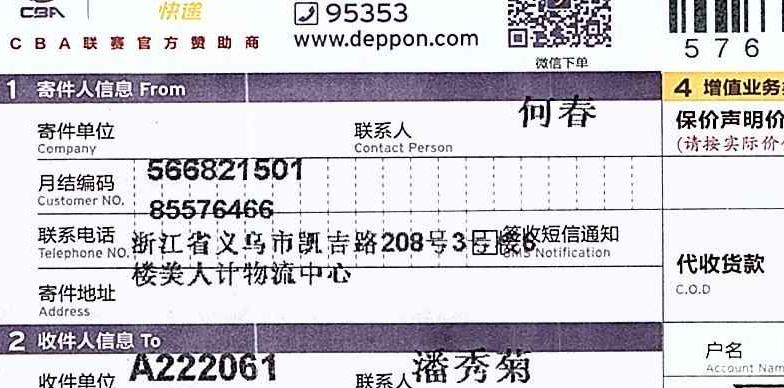 CBA 快递
95353
CBA联赛官方赞助商
www.deppon.com
微信下单
576
1 寄件人信息 From
4 增值业务
何春
寄件单位
Company
联系人
Contact Person
保价声明价
(请按实际价
月结编码
Customer NO.
566821501
85576466
联系电话
Telephone NO.
浙江省义乌市凯吉路208号3号楼6
签收短信通知
SMS Notification
楼美人计物流中心
代收货款
C.O.D
寄件地址
Address
2 收件人信息 To
户名
Account Nam
收件单位
A222061
联系人
潘秀菊